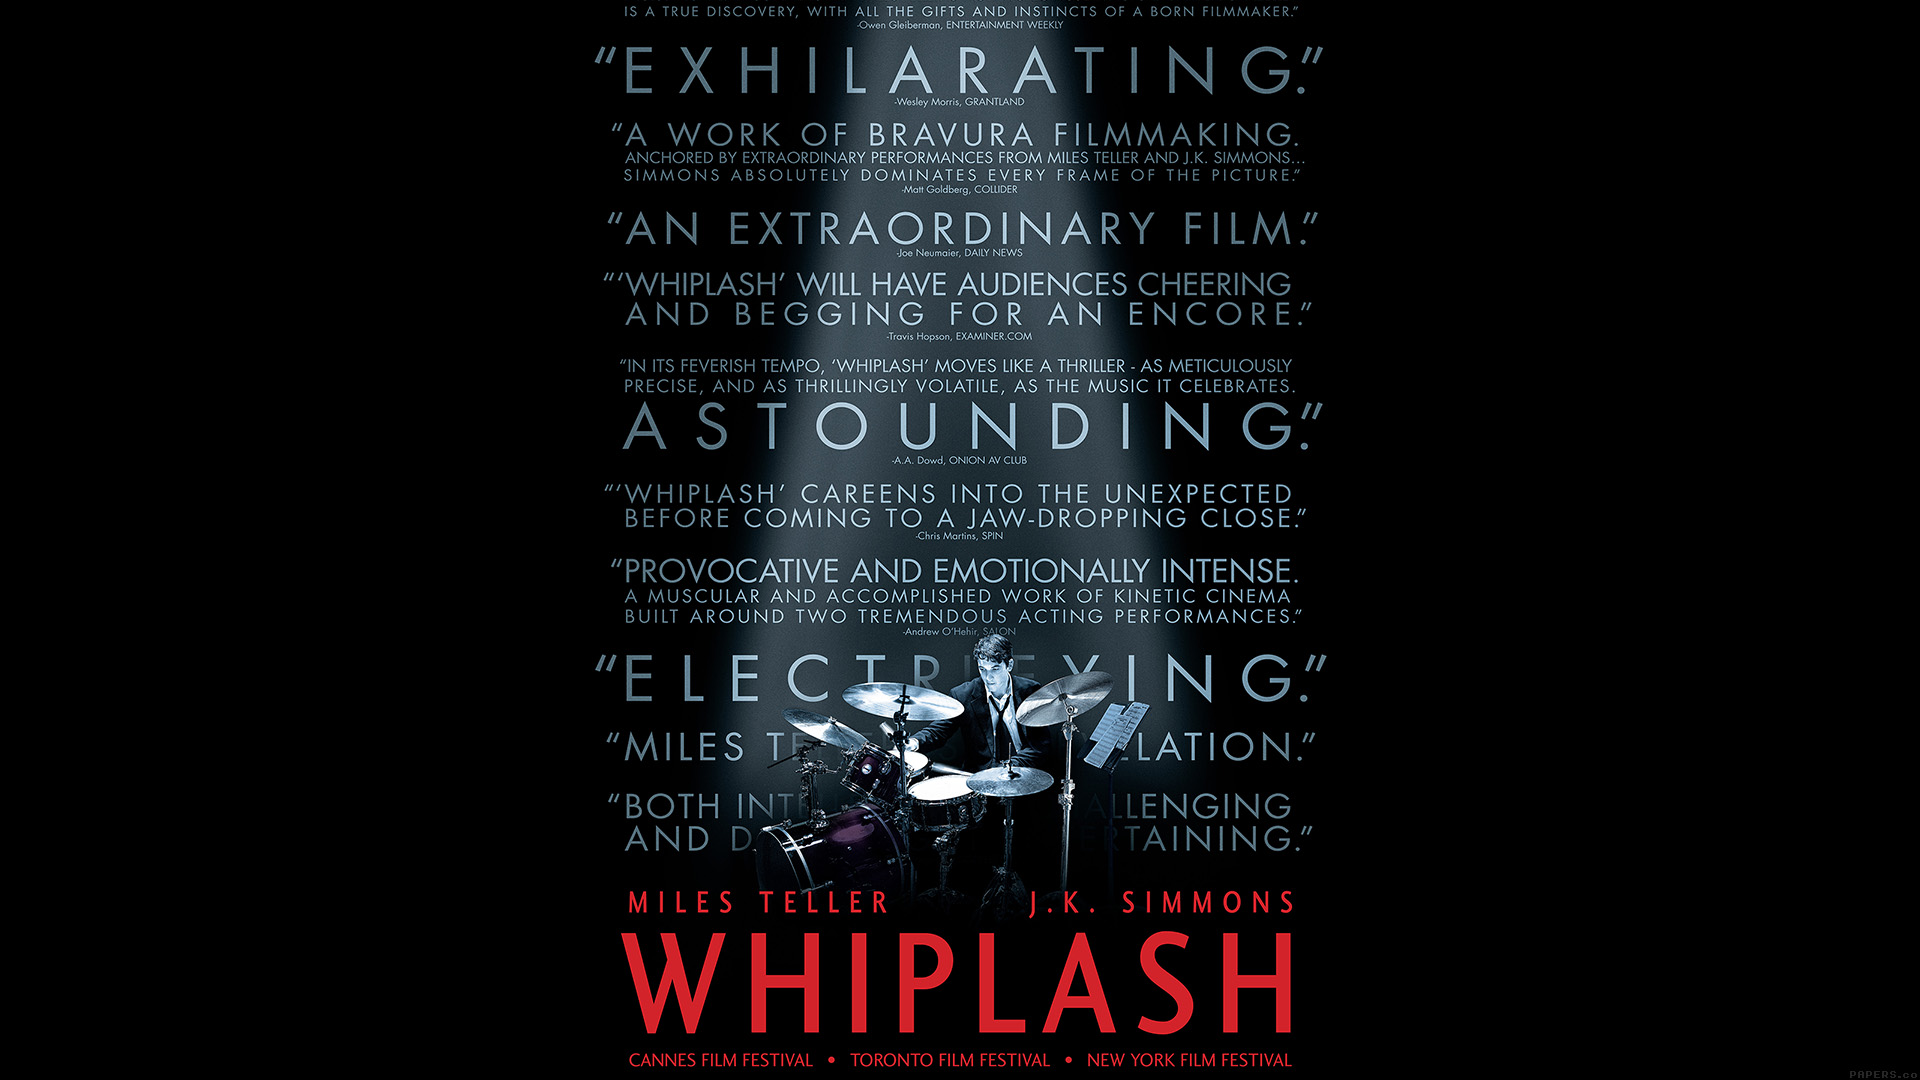 IS A TRUE DISCOVERY, WITH ALL THE GIFTS AND INSTINCTS OF A BORN FILMMAKER.”
-Owen Gleiberman, ENTERTAINMENT WEEKLY
“EXHILARATING.”
-Wesley Morris, GRANTLAND
“A WORK OF BRAVURA FILMMAKING.
ANCHORED BY EXTRAORDINARY PERFORMANCES FROM MILES TELLER AND J.K. SIMMONS...
SIMMONS ABSOLUTELY DOMINATES EVERY FRAME OF THE PICTURE.”
-Matt Goldberg, COLLIDER
“AN EXTRAORDINARY FILM.”
-Joe Neumaier, DAILY NEWS
“‘WHIPLASH’ WILL HAVE AUDIENCES CHEERING
AND BEGGING FOR AN ENCORE.”
-Travis Hopson, EXAMINER.COM
“IN ITS FEVERISH TEMPO, ‘WHIPLASH’ MOVES LIKE A THRILLER - AS METICULOUSLY
PRECISE, AND AS THRILLINGLY VOLATILE, AS THE MUSIC IT CELEBRATES.
ASTOUNDING.”
-A.A. Dowd, ONION AV CLUB
“‘WHIPLASH’ CAREENS INTO THE UNEXPECTED
BEFORE COMING TO A JAW-DROPPING CLOSE.”
-Chris Martins, SPIN
“PROVOCATIVE AND EMOTIONALLY INTENSE.
A MUSCULAR AND ACCOMPLISHED WORK OF KINETIC CINEMA
BUILT AROUND TWO TREMENDOUS ACTING PERFORMANCES.”
-Andrew O’Hehir, SALON
“ELECTRIFYING.”
“MILES
“BOTH
AND
MILES TELLER J.K. SIMMONS
WHIPLASH
CANNES FILM FESTIVAL • TORONTO FILM FESTIVAL • NEW YORK FILM FESTIVAL
PAPERS.co